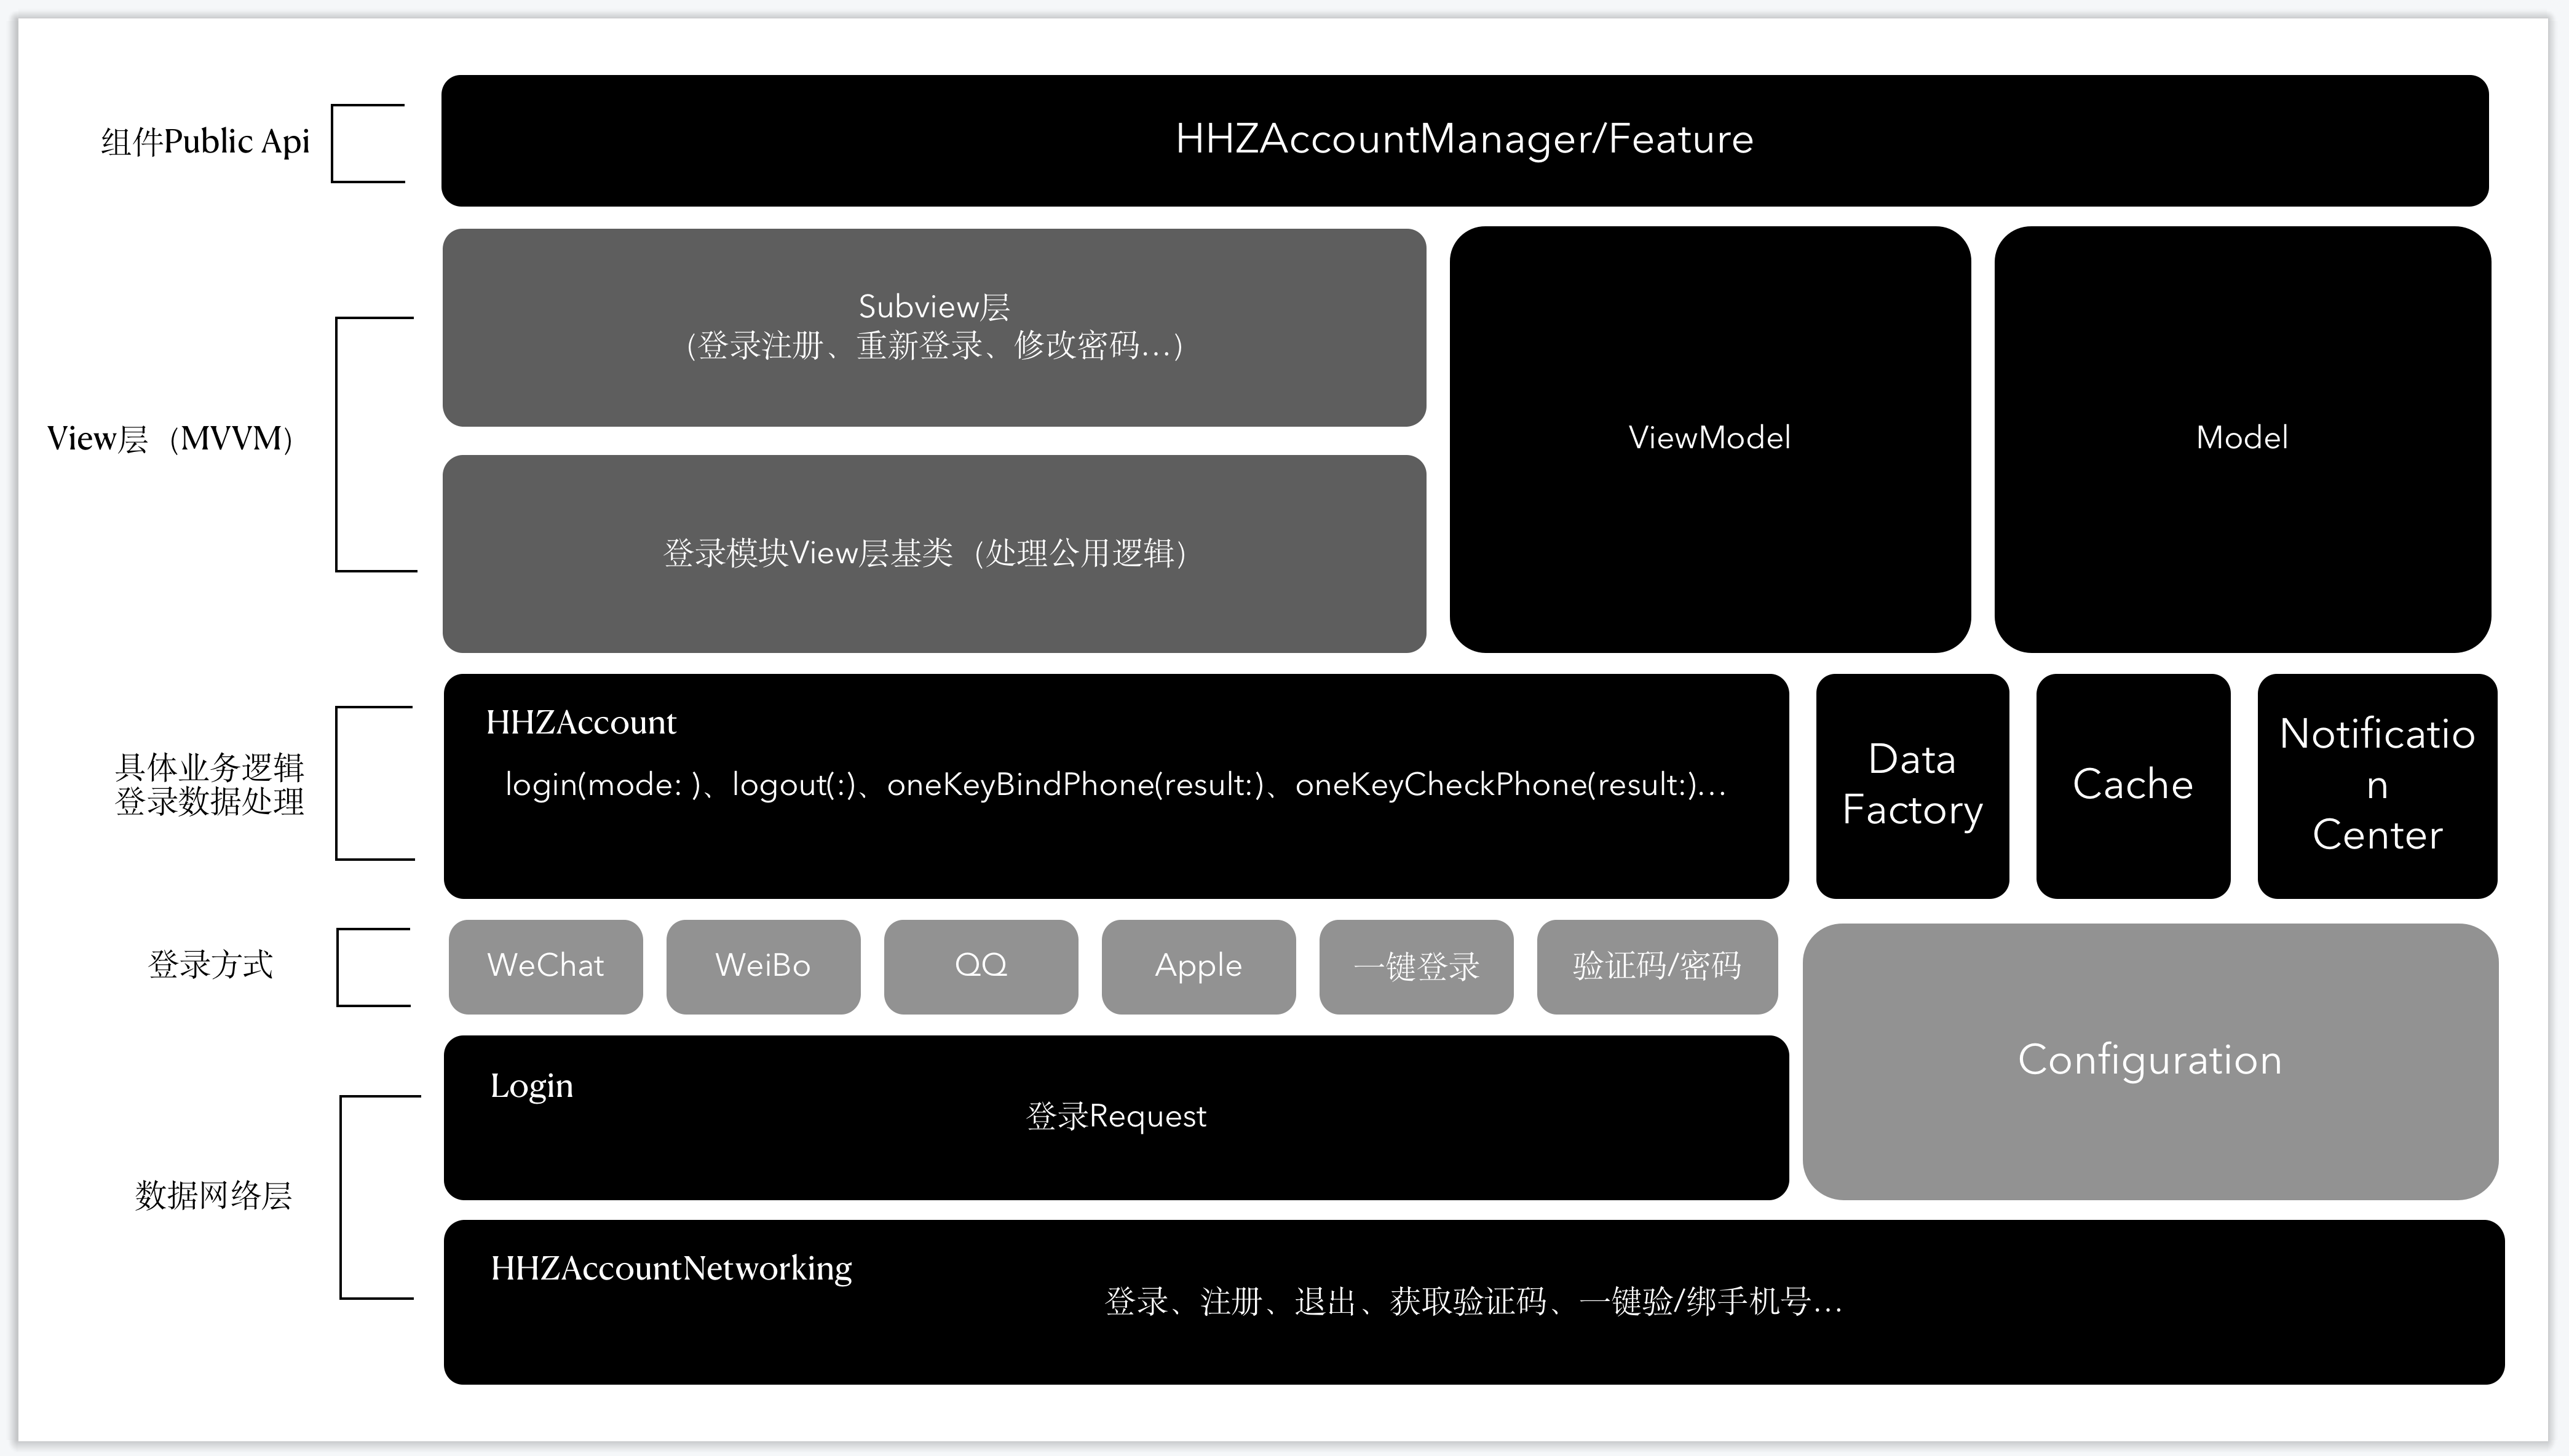 组件Public Api
HHZAccountManager/Feature
View层（MVVM）
Subview层
（登录注册、重新登录、修改密码...）
登录模块View层基类（处理公用逻辑）
ViewModel
Model
具体业务逻辑
登录数据处理
HHZAccount
login(mode: )、logout(:)、oneKeyBindPhone(result:)、oneKeyCheckPhone(result:)...
Data
Factory
Cache
Notificatio
n
Center
登录方式
WeChat
WeiBo
QQ
Apple
一键登录
验证码/密码
Configuration
数据网络层
Login
登录Request
HHZAccountNetworking
登录、注册、退出、获取验证码、一键验/绑手机号...